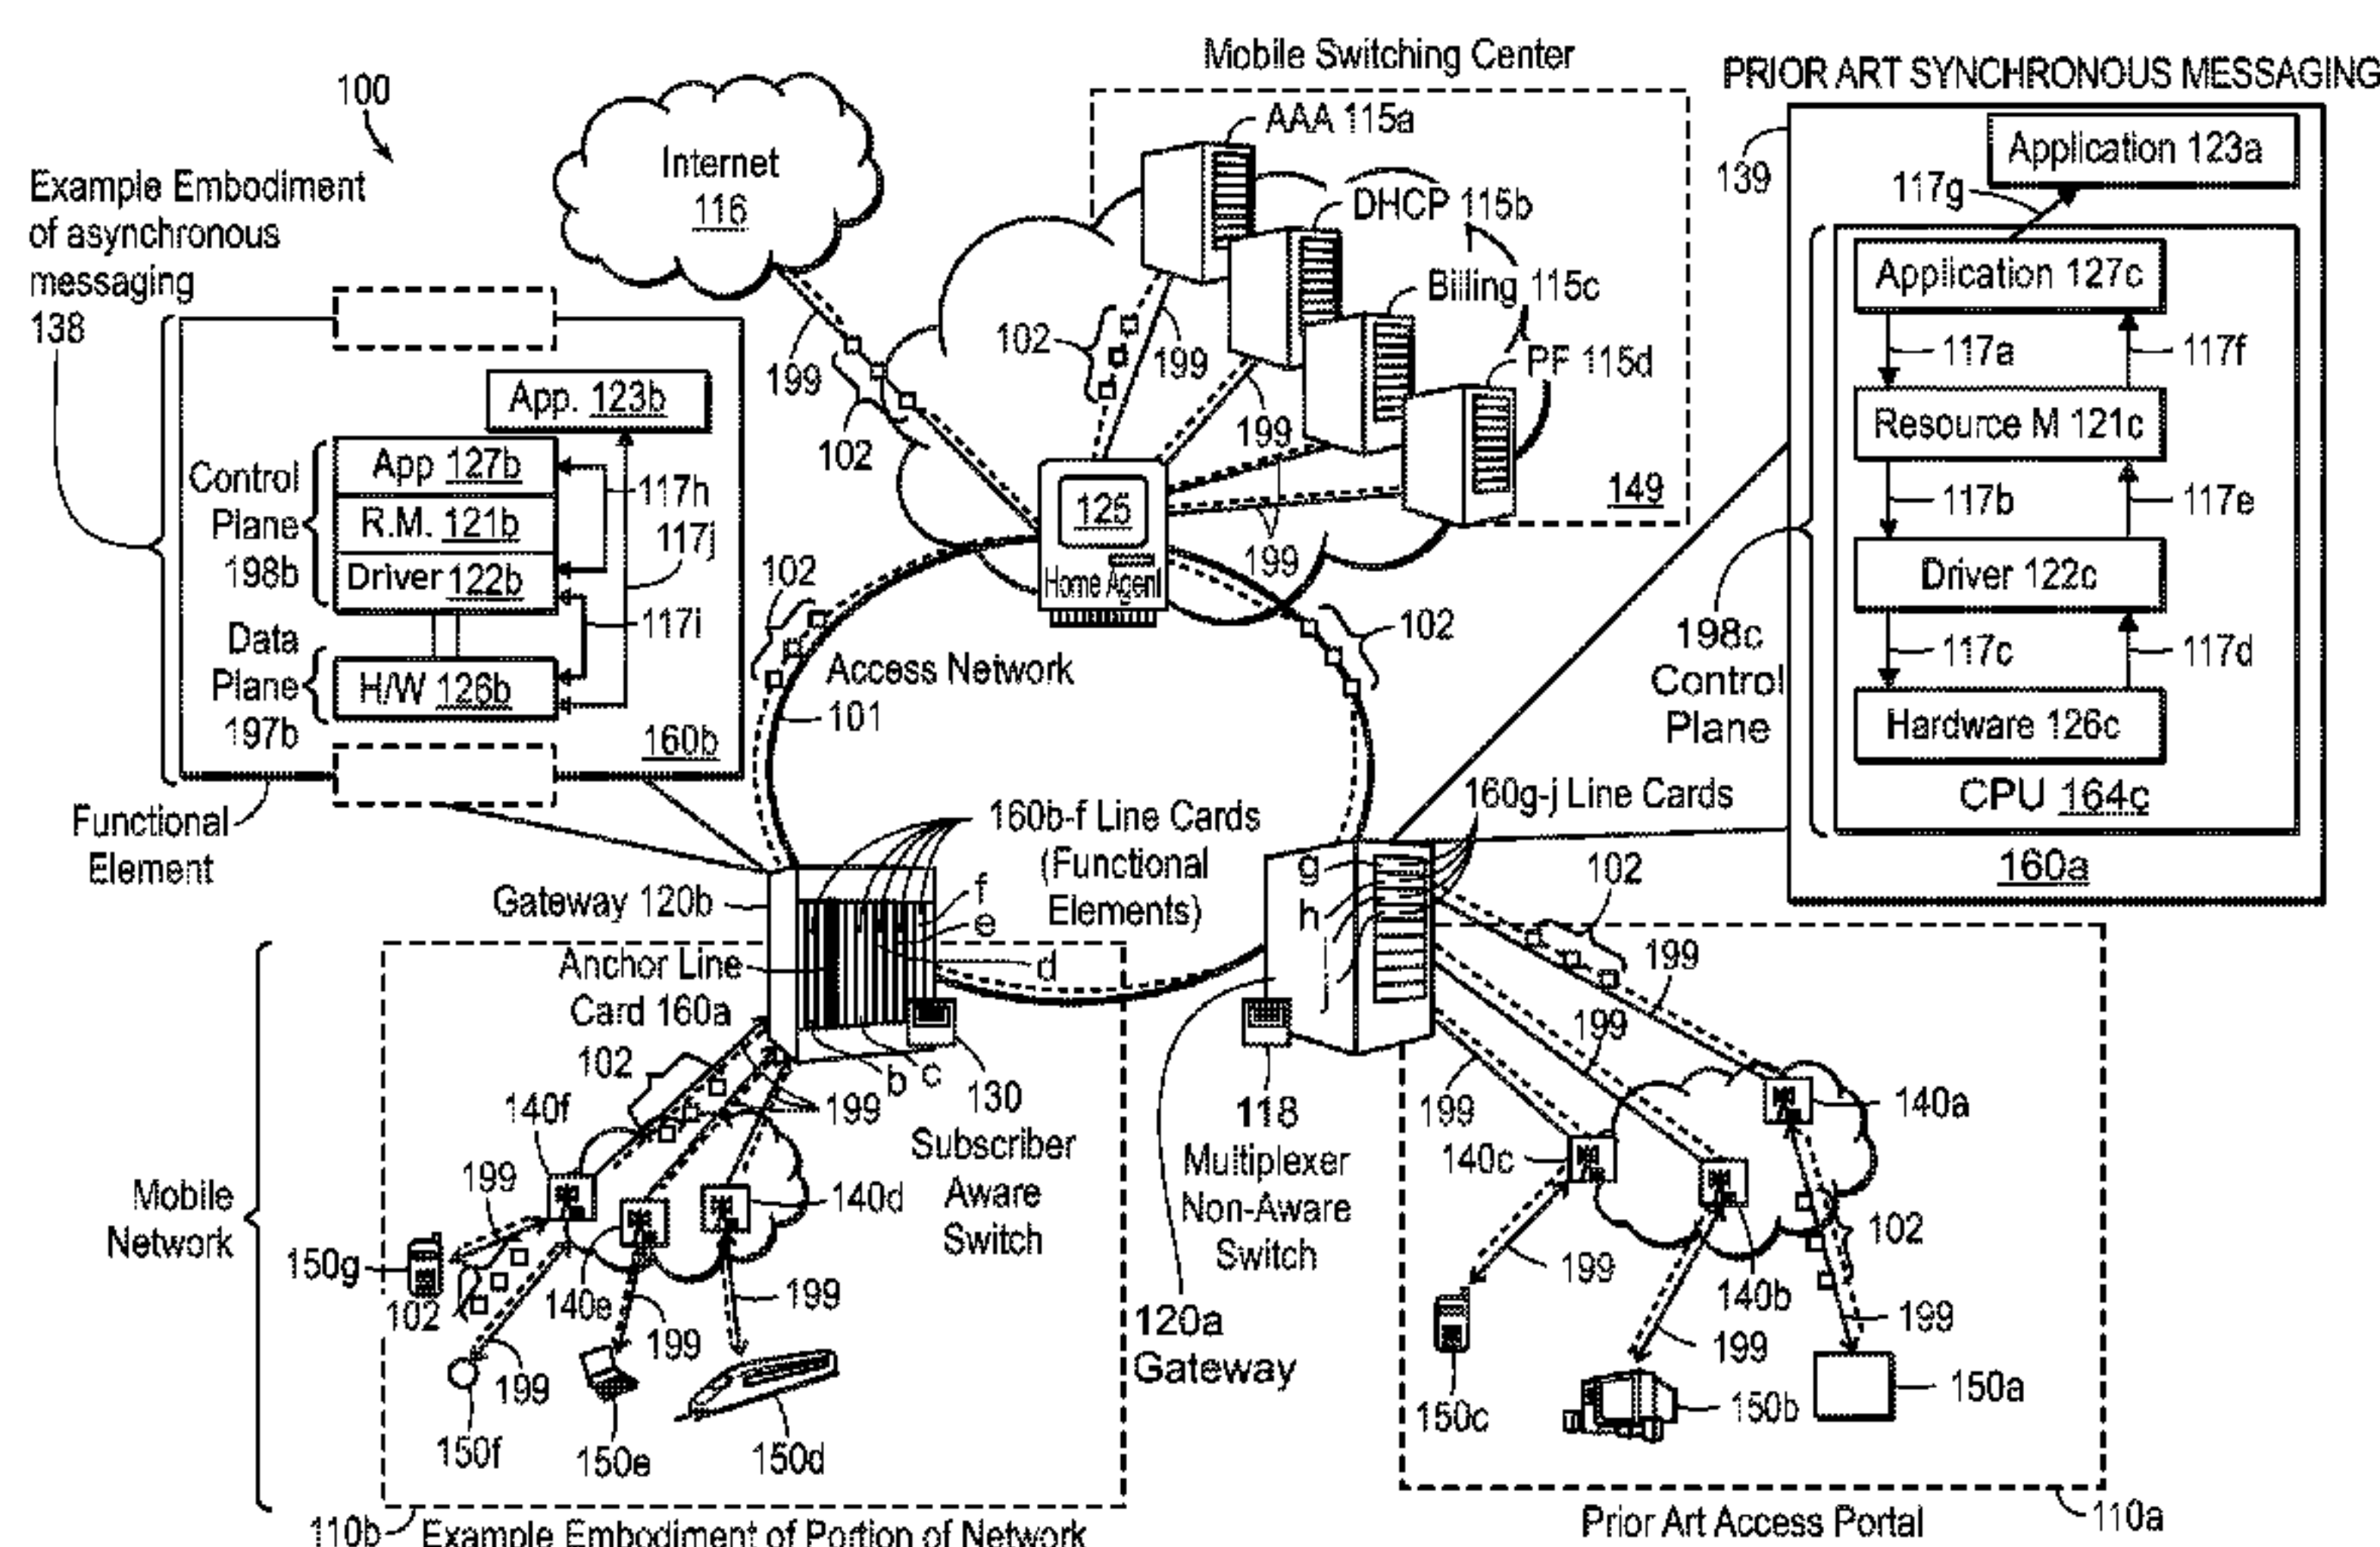 100
Mobile Switching Center
PRIOR ART SYNCHRONOUS MESSAGING
Example Embodiment
of asynchronous
messaging
138
Internet
116
AAA 115a
DHCP 115b
Billing 115c
PF 115d
102
199
199
102
199
199
149
125
Home Agent
139
Application 123a
117g
Application 127c
117a
117f
Resource M 121c
117b
117e
Driver 122c
117c
117d
Hardware 126c
CPU 164c
160a
198c
Control
Plane
App. 123b
Control
Plane
198b
App 127b
R.M. 121b
Driver 122b
117h
117j
117i
Data
Plane
197b
H/W 126b
160b
Functional
Element
102
Access Network
101
102
160b-f Line Cards
(Functional
Elements)
160g-j Line Cards
Gateway 120b
f
e
d
Anchor Line
Card 160a
b
c
g
h
i
j
102
199
199
199
Mobile
Network
102
140f
199
199
130
Subscriber
Aware
Switch
118
Multiplexer
Non-Aware
Switch
120a
Gateway
140d
140e
150g
102
199
199
199
150f
150e
150d
140a
140c
140b
102
199
199
199
150c
150b
150a
110b
Example Embodiment of Portion of Network
Prior Art Access Portal
110a